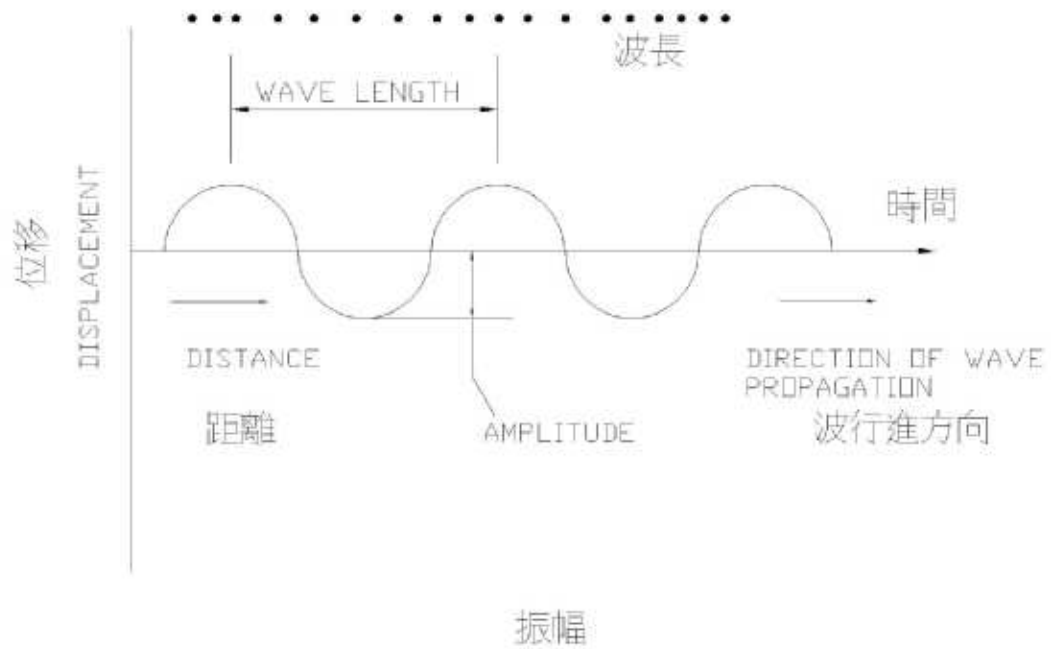 波長
WAVE LENGTH
時間
位移
DISPLACEMENT
DISTANCE
DIRECTION OF WAVE
PROPAGATION
距離
AMPLITUDE
波行進方向
振幅